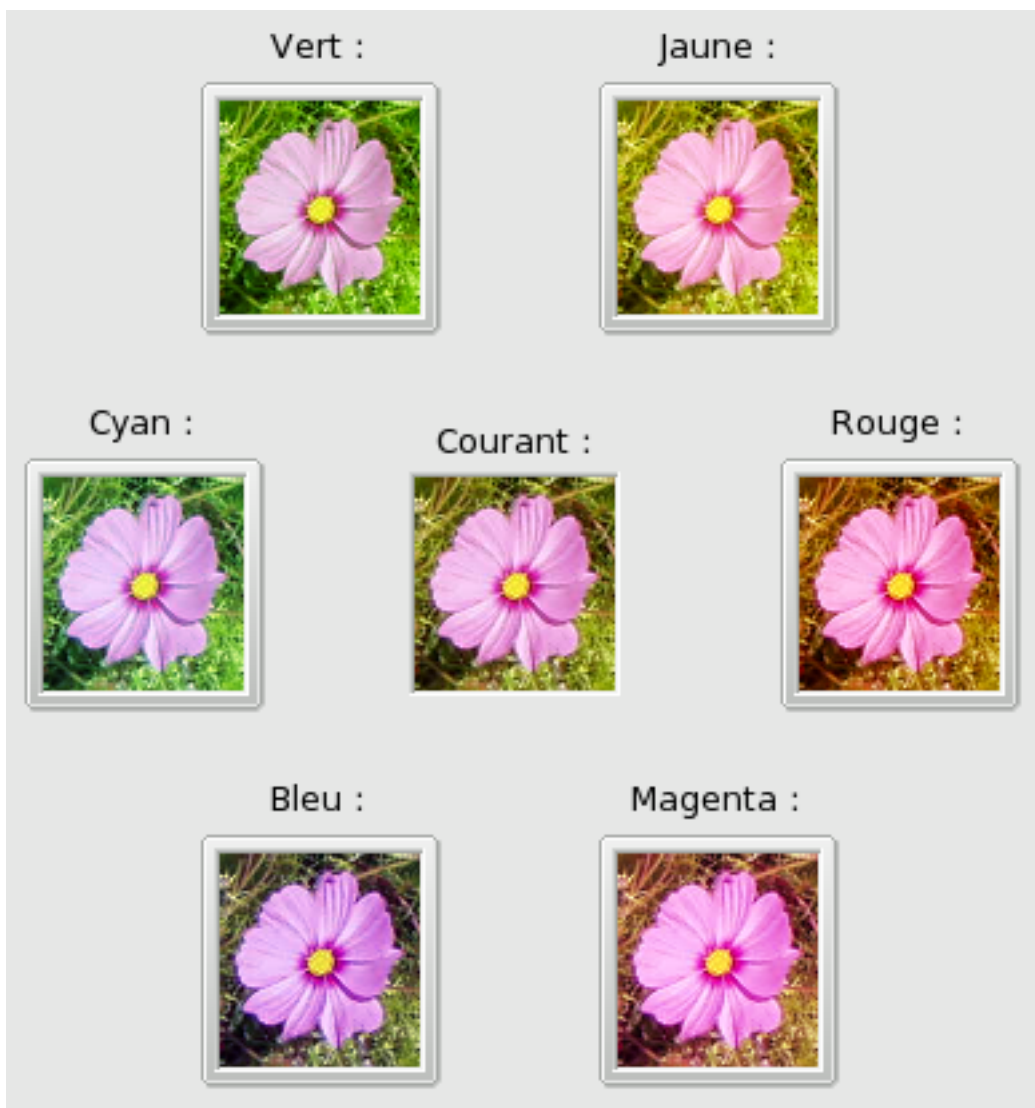 Vert :
Jaune :
Cyan :
Courant :
Rouge :
Bleu :
Magenta :